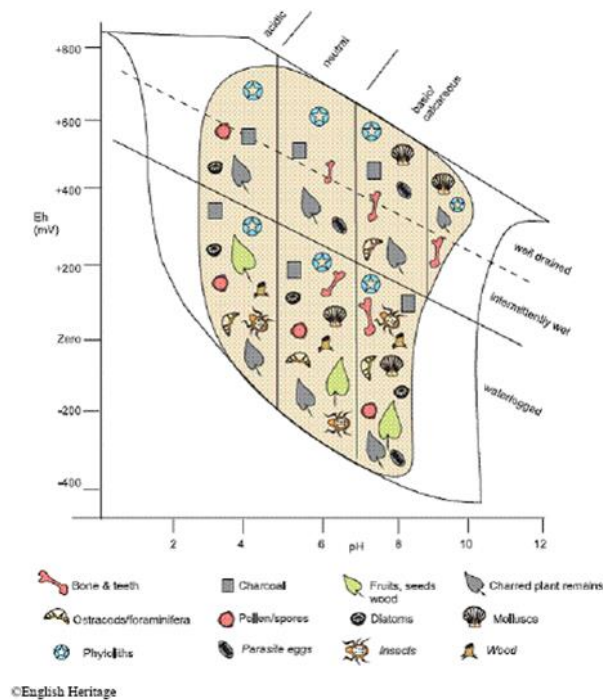 acidic
neutral
basic/
calcareous
+800
+600
+400
Eh
(mV)
+200
Zero
-200
-400
well drained
intermittently wet
waterlogged
2 4 6 8 10 12
pH
Bone & teeth Charcoal Fruits, seeds Charred plant remains
wood
Ostracods/foraminifera Pollen/spores Diatoms Molluscs
Phytoliths Parasite eggs Insects Wood
©English Heritage